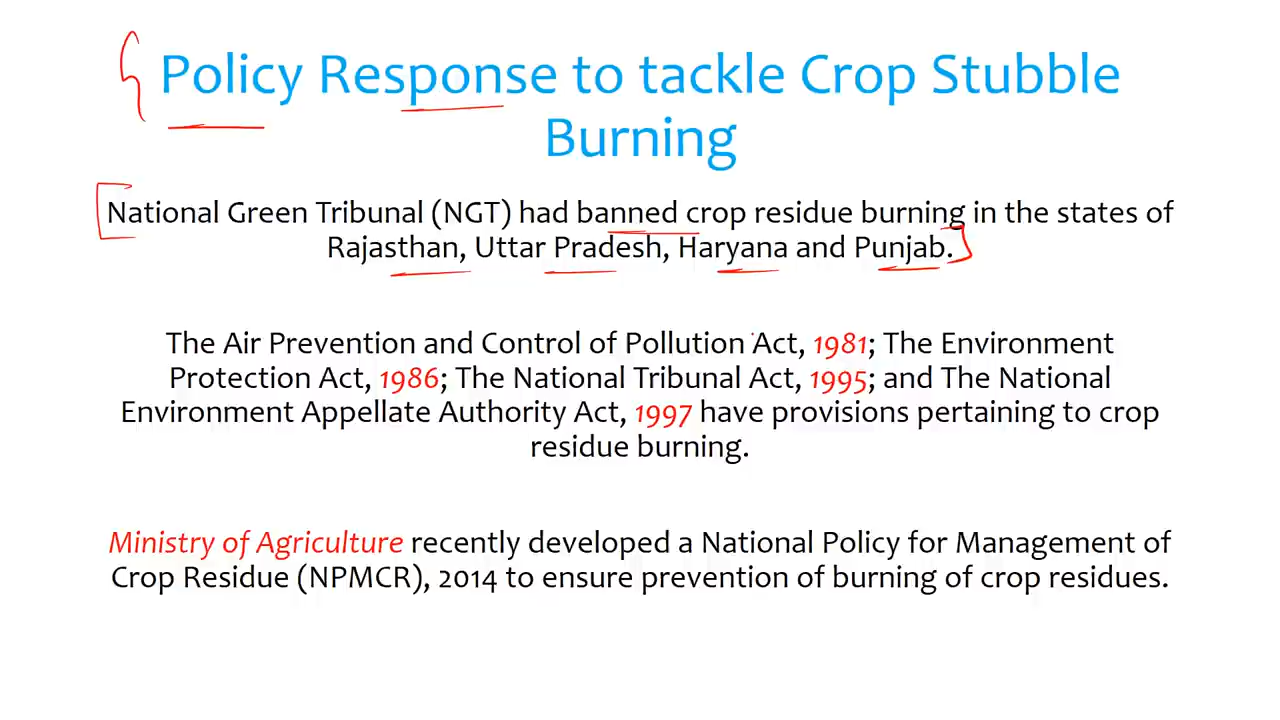 Policy Response to tackle Crop Stubble
Burning
National Green Tribunal (NGT) had banned crop residue burning in the states of
Rajasthan, Uttar Pradesh, Haryana and Punjab.
The Air Prevention and Control of Pollution Act, 1981; The Environment
Protection Act, 1986; The National Tribunal Act, 1995; and The National
Environment Appellate Authority Act, 1997 have provisions pertaining to crop
residue burning.
Ministry of Agriculture recently developed a National Policy for Management of
Crop Residue (NPMCR), 2014 to ensure prevention of burning of crop residues.